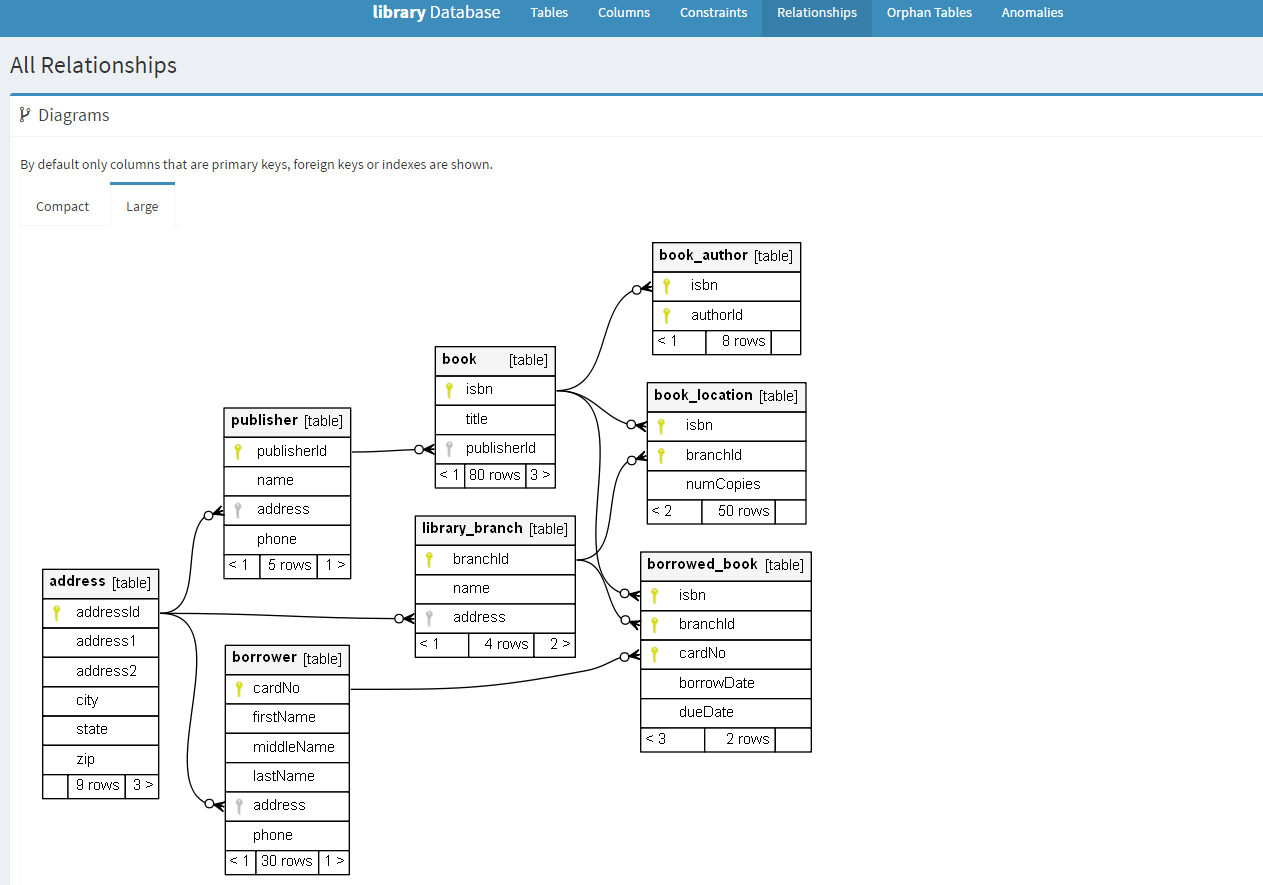 library Database Tables Columns Constraints Relationships Orphan Tables Anomalies
All Relationships
Diagrams
By default only columns that are primary keys, foreign keys or indexes are shown.
Compact Large
book_author [table]
isbn
authorId
< 1 8 rows
book [table]
isbn
title
publisherId
< 1 80 rows 3 >
book_location [table]
isbn
branchId
numCopies
< 2 50 rows
publisher [table]
publisherId
name
address
phone
< 1 5 rows 1 >
library_branch [table]
branchId
name
address
< 1 4 rows 2 >
borrowed_book [table]
isbn
branchId
cardNo
borrowDate
dueDate
< 3 2 rows
address [table]
addressId
address1
address2
city
state
zip
9 rows 3 >
borrower [table]
cardNo
firstName
middleName
lastName
address
phone
< 1 30 rows 1 >